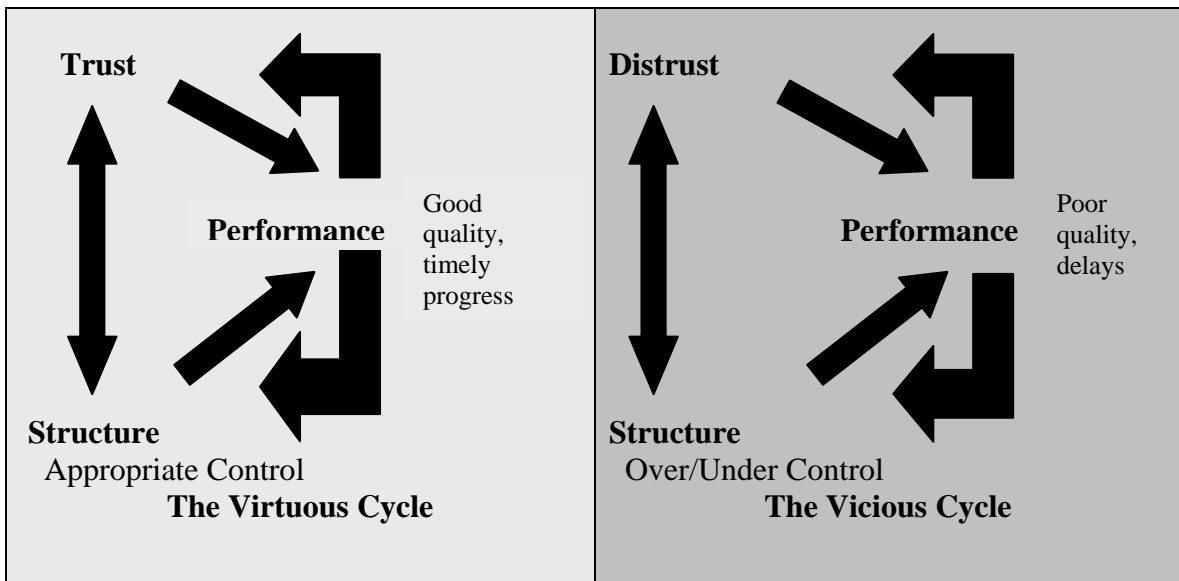 Trust
Performance
Good
quality,
timely
progress
Structure
Appropriate Control
The Virtuous Cycle
Distrust
Performance
Poor
quality,
delays
Structure
Over/Under Control
The Vicious Cycle